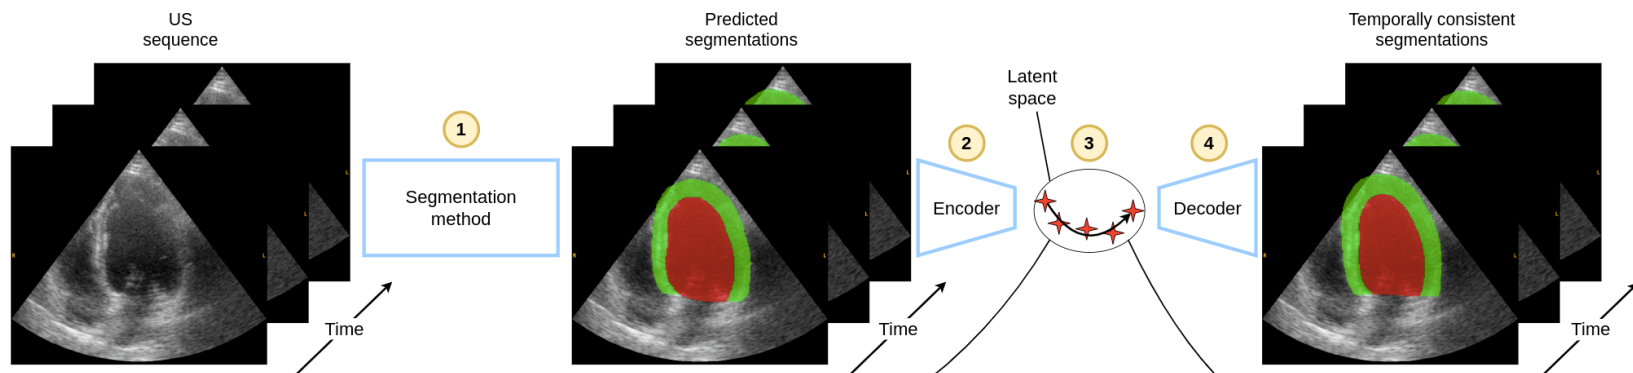 US
sequence
Predicted
segmentations
Temporally consistent
segmentations
Latent
space
1
2
3
4
Segmentation
method
Encoder
Decoder
R
L
L
L
R
L
L
L
R
L
L
L
Time
Time
Time